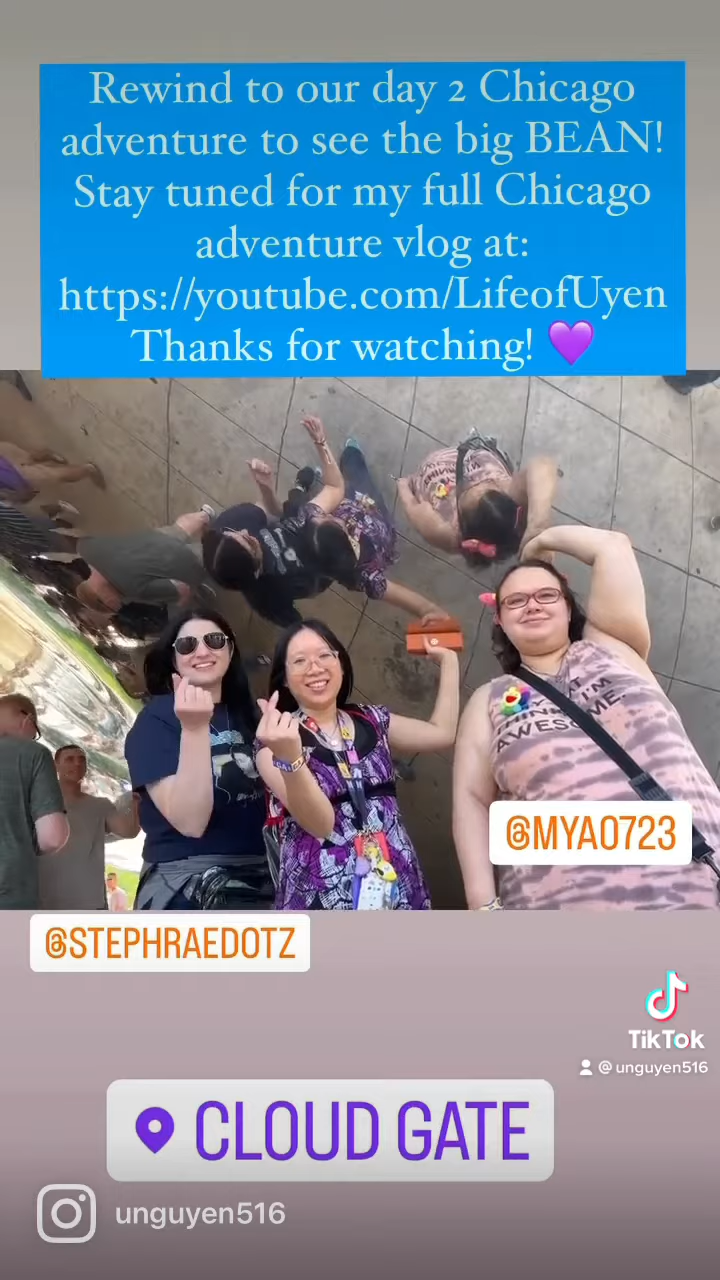 Rewind to our day 2 Chicago
adventure to see the big BEAN!
Stay tuned for my full Chicago
adventure vlog at:
https://youtube.com/LifeofUyen
Thanks for watching! 💜
AWESOME.
I'M
@MYA0723
@STEPHRAEDOTZ
TikTok
@unguyen516
CLOUD GATE
unguyen516